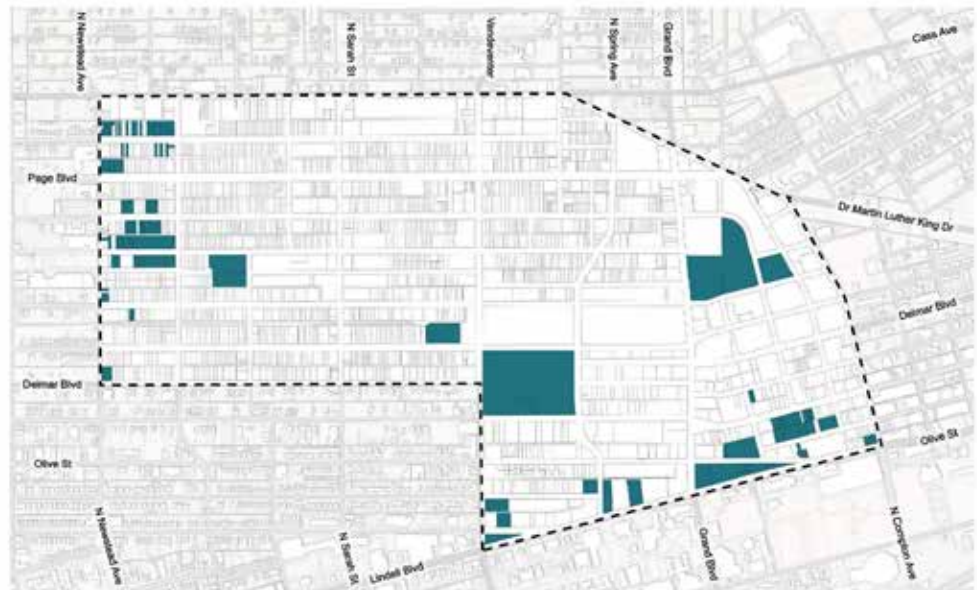 N Newstead Ave
N Sarah St
Vandeventer
N Spring Ave
Grand Blvd
Cass Ave
Page Blvd
Dr Martin Luther King Dr
Delmar Blvd
Delmar Blvd
Olive St
Olive St
N Newstead Ave
N Sarah St
Lindell Blvd
Grand Blvd
N Compton Ave